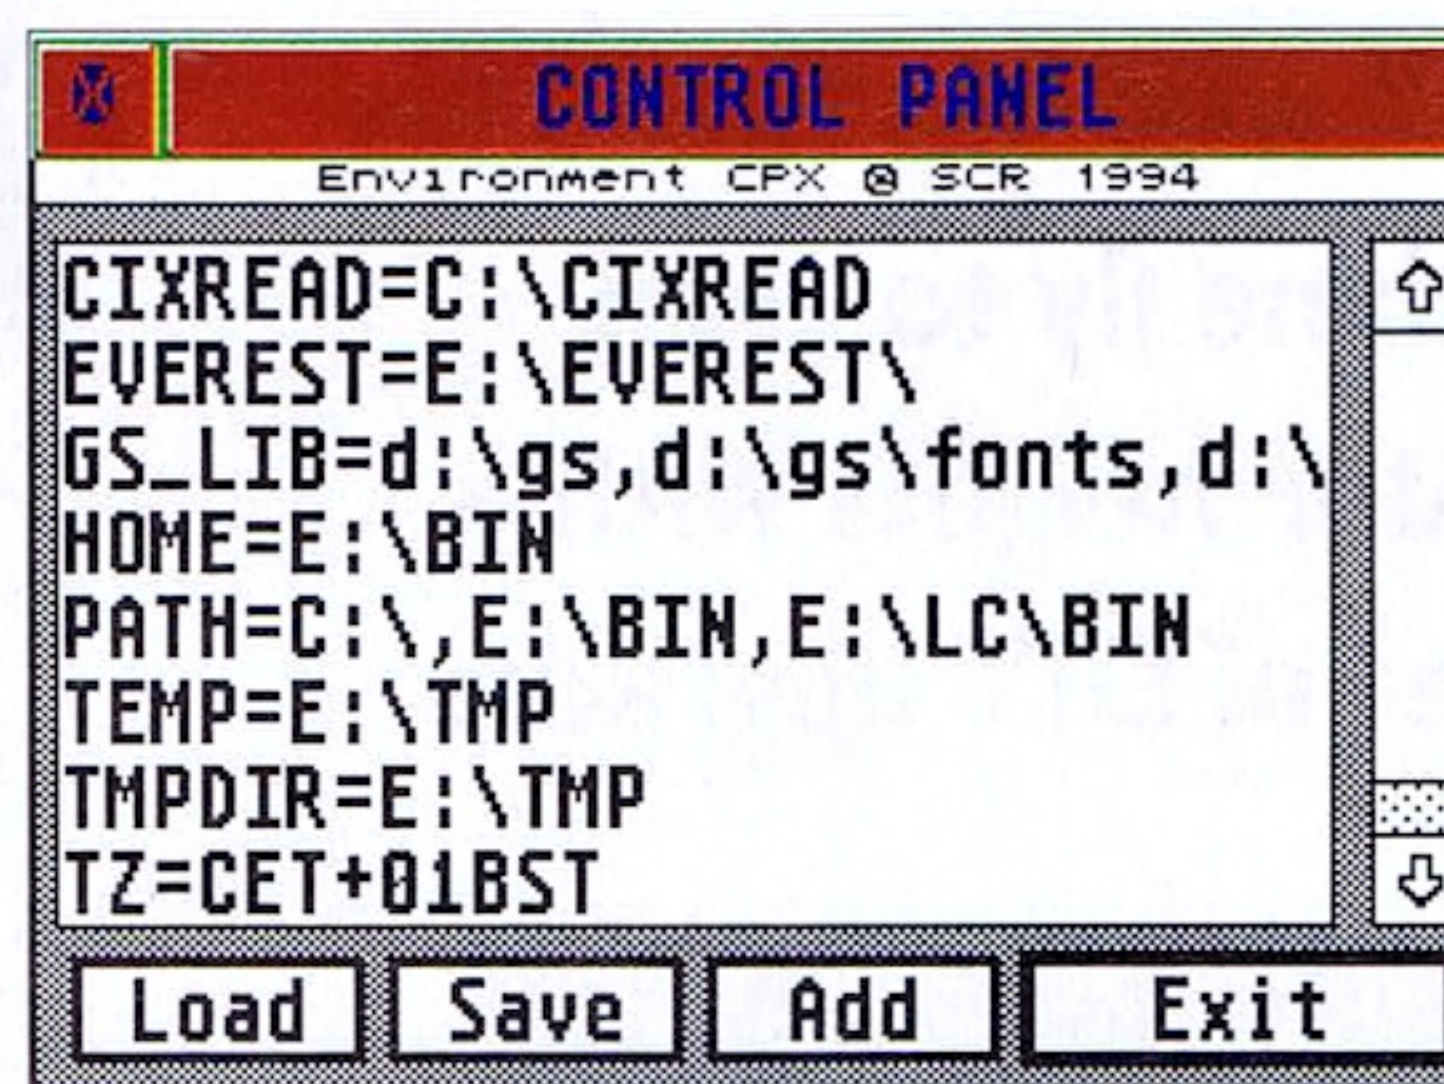 CONTROL PANEL
Environment CPX @ SCR 1994
CIXREAD=C:\CIXREAD
EVEREST=E:\EVEREST\
GS_LIB=d:\gs,d:\gs\fonts,d:\
HOME=E:\BIN
PATH=C:\,E:\BIN,E:\LC\BIN
TEMP=E:\TMP
TMPDIR=E:\TMP
TZ=CET+01BST
Load Save Add Exit